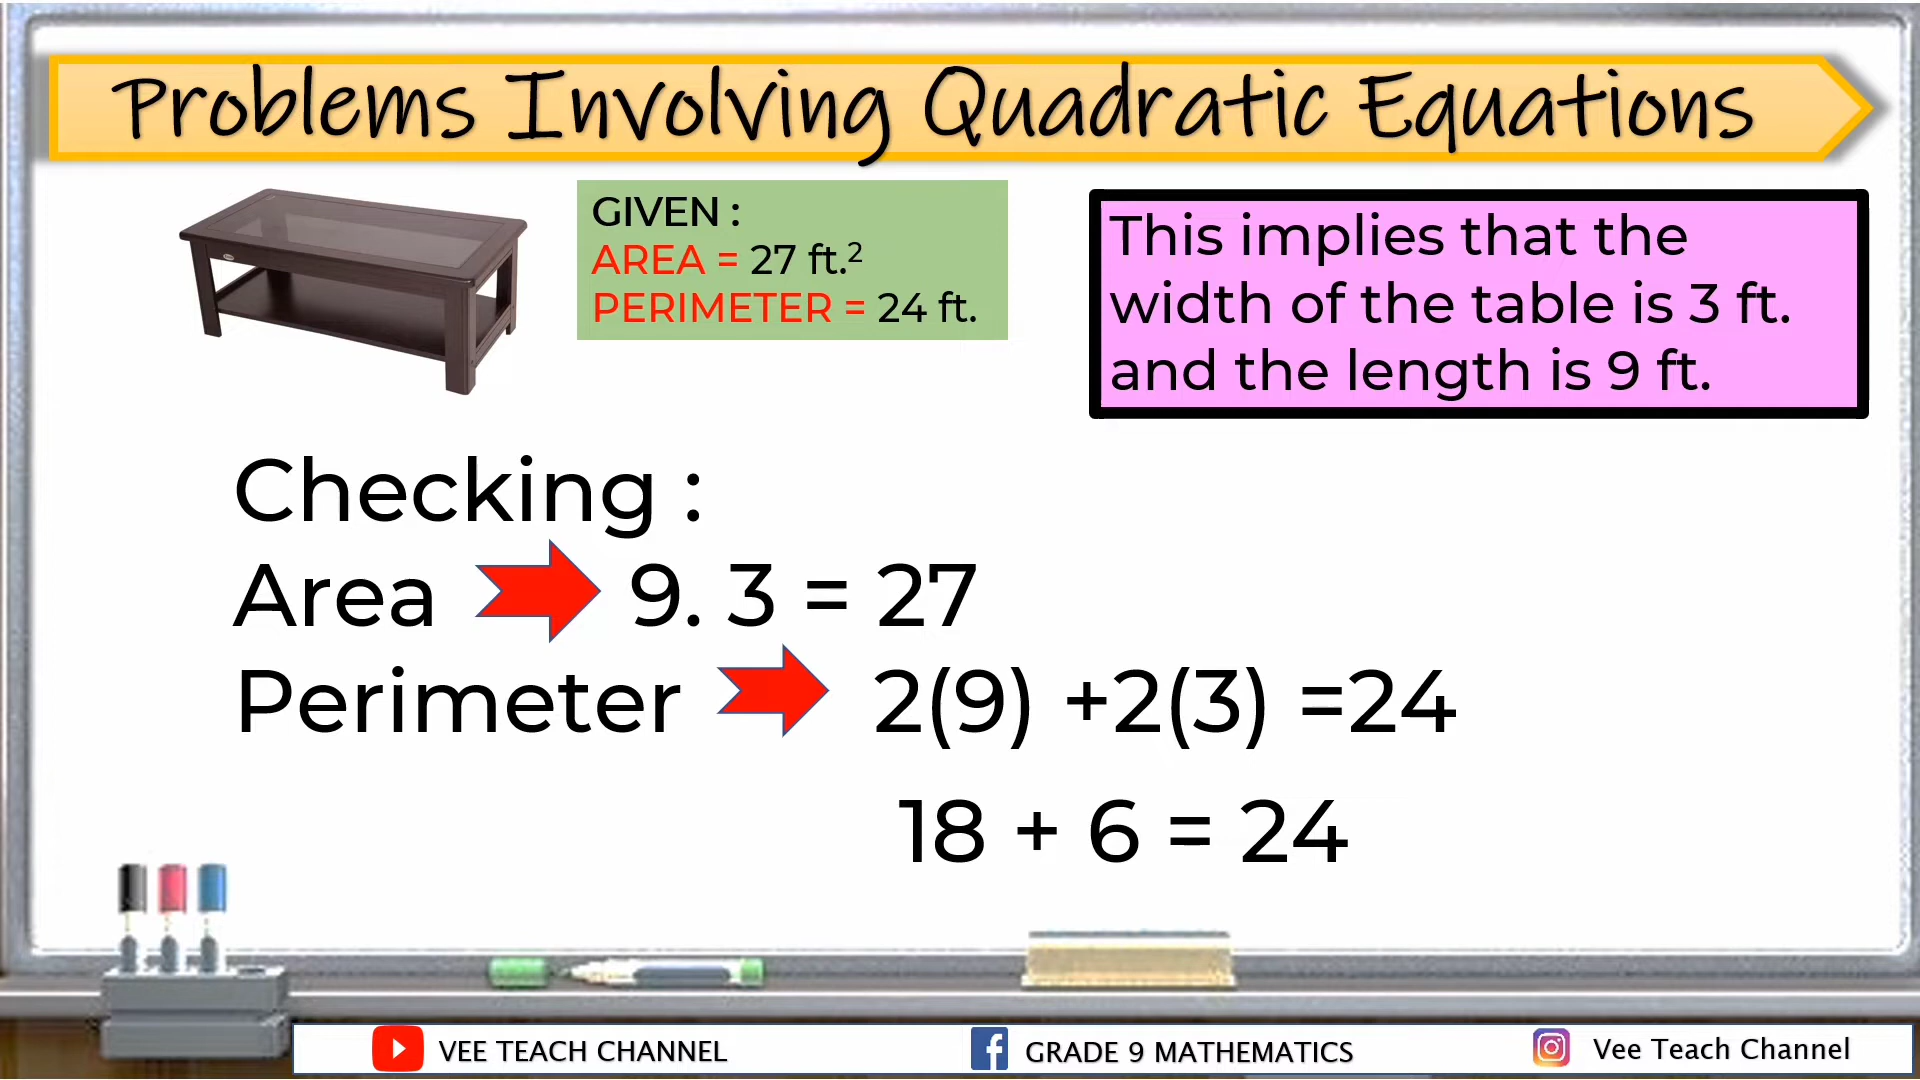 Problems Involving Quadratic Equations
GIVEN :
AREA = 27 ft.²
PERIMETER = 24 ft.
This implies that the
width of the table is 3 ft.
and the length is 9 ft.
Checking :
Area 9. 3 = 27
Perimeter 2(9) +2(3) =24
18 + 6 = 24
VEE TEACH CHANNEL
GRADE 9 MATHEMATICS
Vee Teach Channel